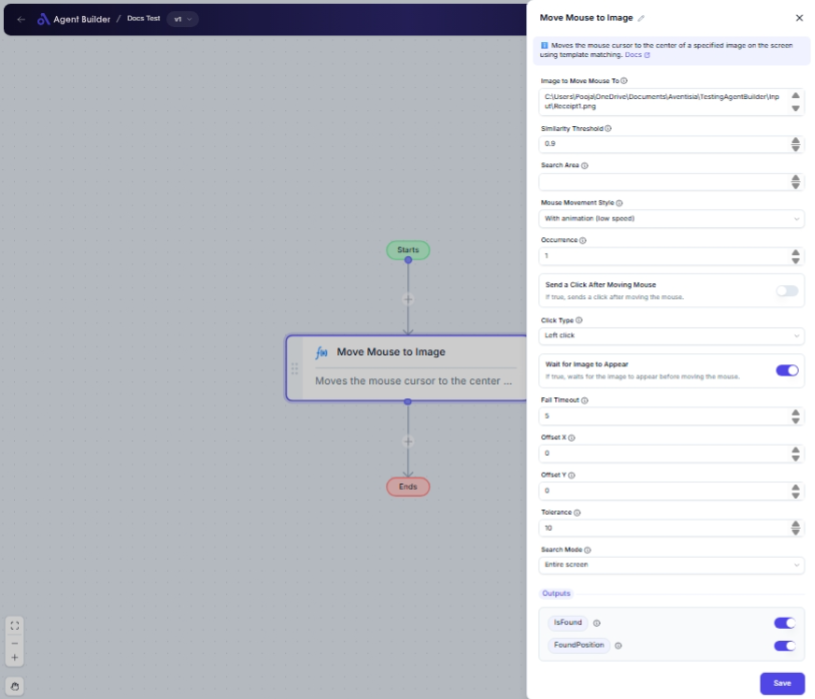 Agent Builder / Docs Test v1
Starts
Move Mouse to Image
Moves the mouse cursor to the center ...
Ends
Move Mouse to Image
Moves the mouse cursor to the center of a specified image on the screen
using template matching. Docs
Image to Move Mouse To
C:\Users\Pooja\OneDrive\Documents\Aventisia\TestingAgentBuilder\Inp
ut\Receipt1.png
Similarity Threshold
0.9
Search Area
Mouse Movement Style
With animation (low speed)
Occurrence
1
Send a Click After Moving Mouse
If true, sends a click after moving the mouse.
Click Type
Left click
Wait for Image to Appear
If true, waits for the image to appear before moving the mouse.
Fail Timeout
5
Offset X
0
Offset Y
0
Tolerance
10
Search Mode
Entire screen
Outputs
IsFound
FoundPosition
Save